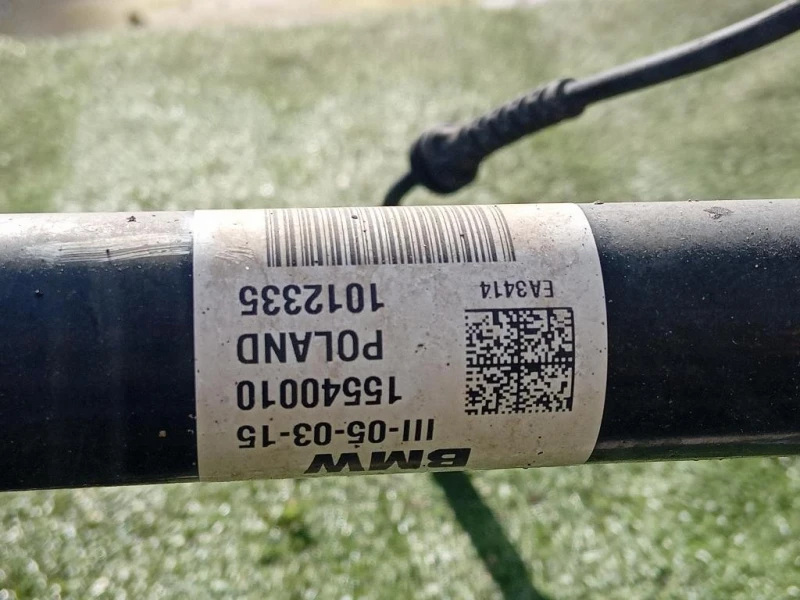 BMW
III-05-03-15
15540010
POLAND
1012335
EA3414